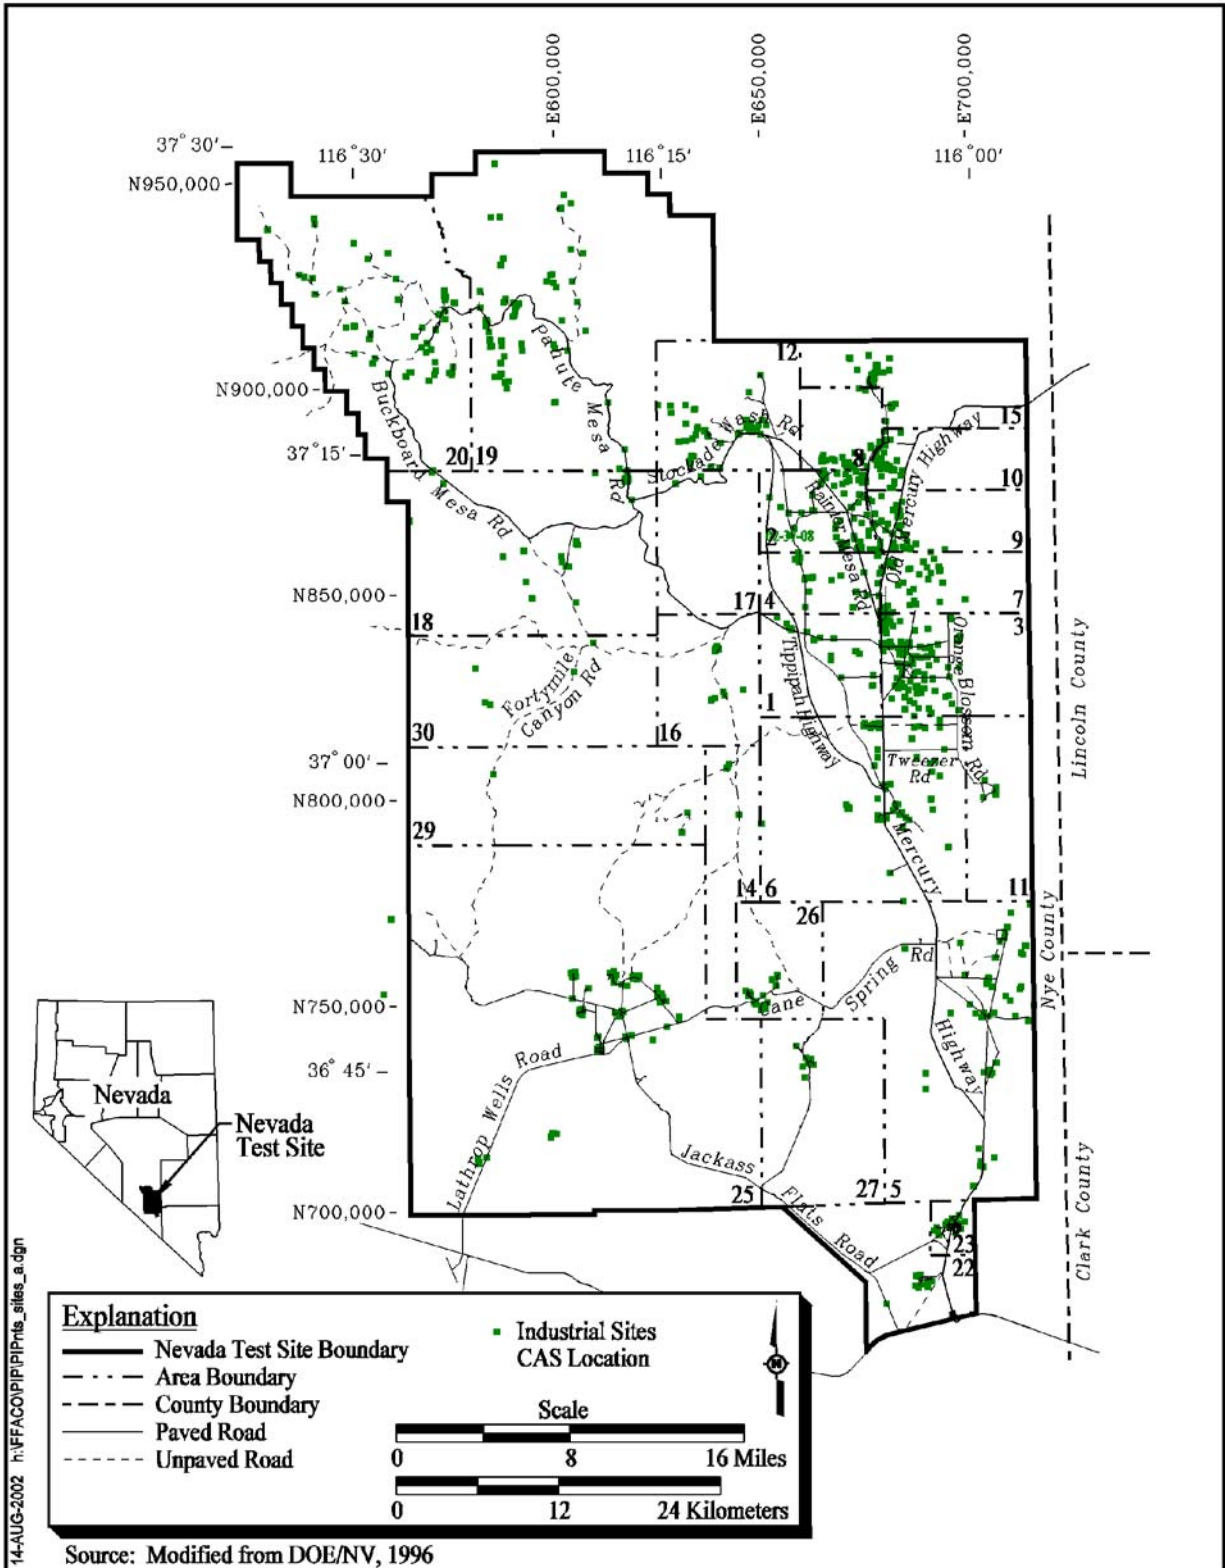 E600,000
E650,000
E700,000
37° 30'
116° 30'
116° 15'
116° 00'
N950,000
12
N900,000
Pahute Mesa Rd
Buckboard Mesa Rd
Stockade Wash Rd
15
37° 15'
20 19
8
Old Mercury Highway
10
Rainier Mesa Rd
2
9
N850,000
18
17 4
7
3
Orange Blossom Rd
Tippipah Highway
Fortymile
Canyon Rd
1
30
16
Lincoln County
37° 00'
Tweezer
Rd
N800,000
29
Mercury
14 6
11
26
Nye County
Rd
Spring
Cane
N750,000
Highway
36° 45'
Lathrop Wells Road
Nevada
Nevada
Test Site
Jackass
Flats Road
25
27 5
N700,000
Clark County
23
22
14-AUG-2002 h:\FFACO\PIP\PIPnts_sites_a.dgn
Explanation
Nevada Test Site Boundary
Area Boundary
County Boundary
Paved Road
Unpaved Road
Industrial Sites
CAS Location
N
Scale
0 8 16 Miles
0 12 24 Kilometers
Source: Modified from DOE/NV, 1996